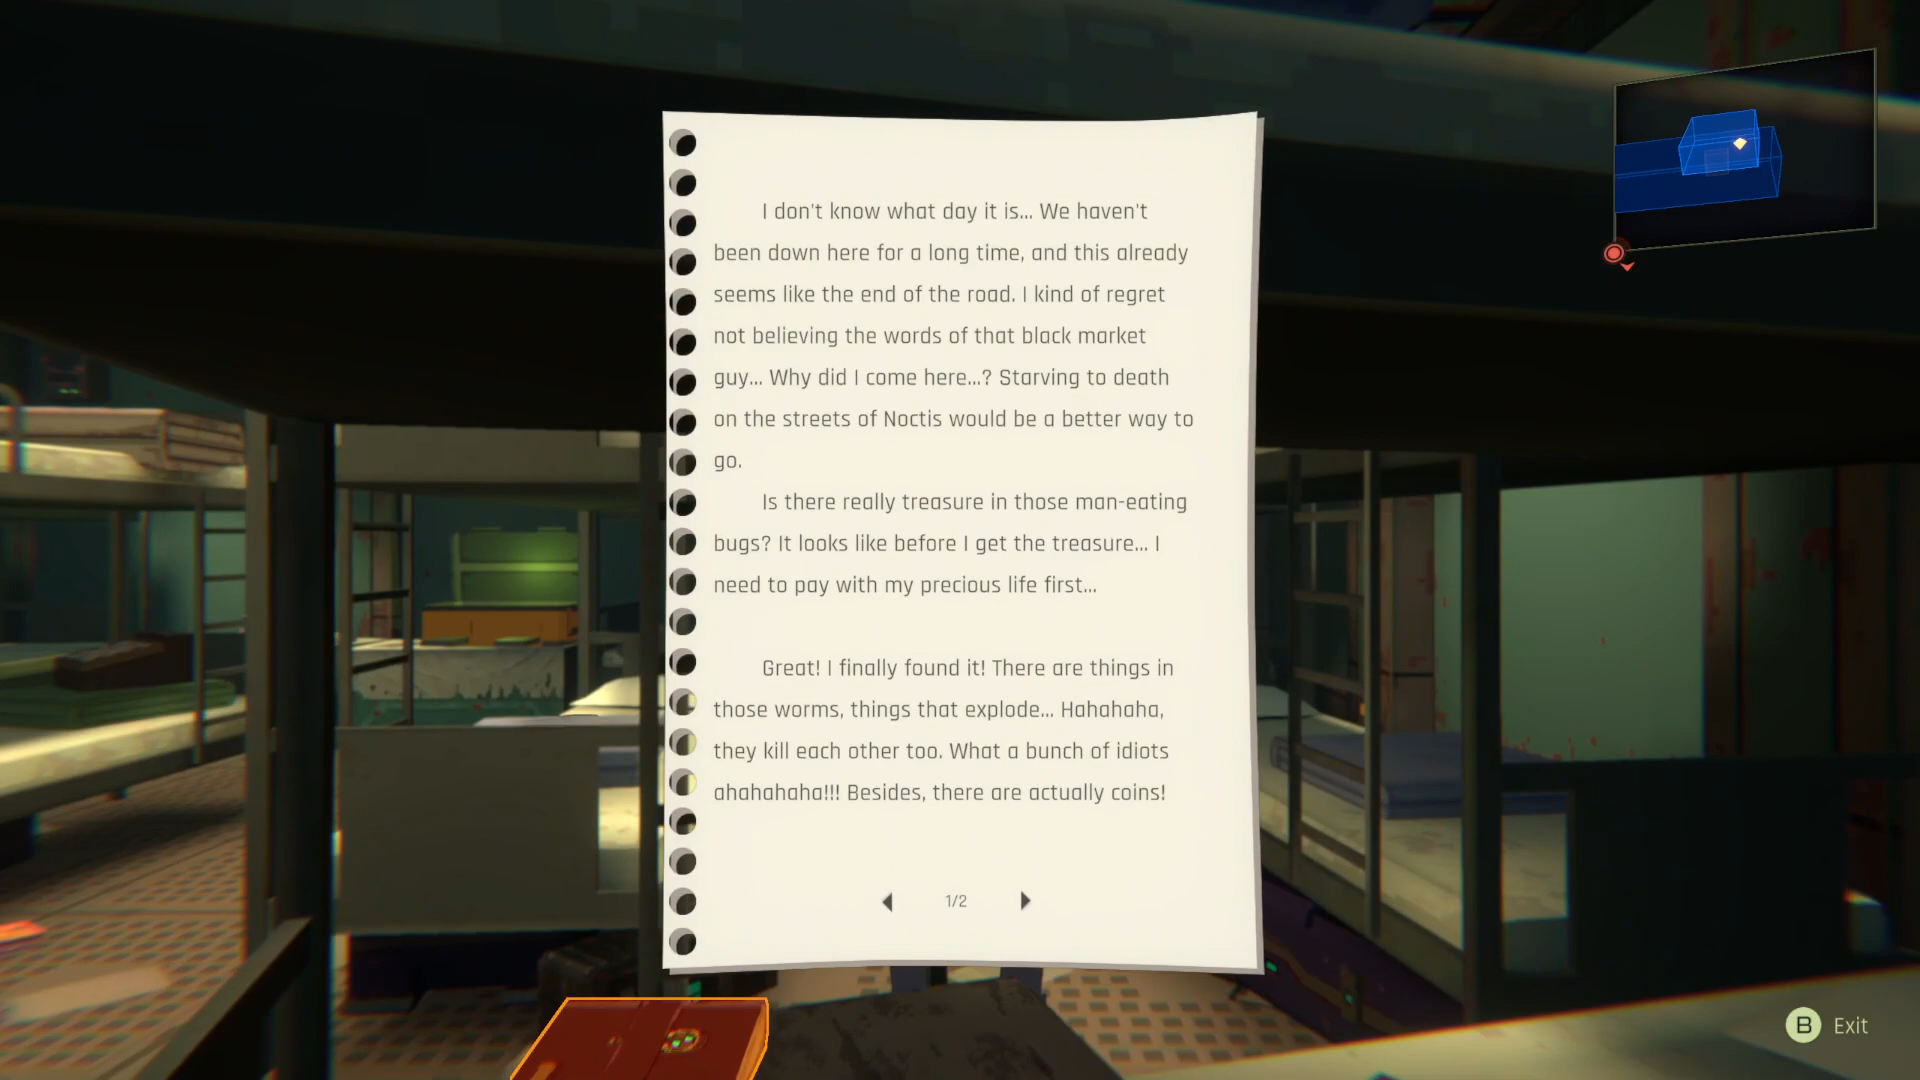 I don't know what day it is... We haven't
been down here for a long time, and this already
seems like the end of the road. I kind of regret
not believing the words of that black market
guy... Why did I come here...? Starving to death
on the streets of Noctis would be a better way to
go.
Is there really treasure in those man-eating
bugs? It looks like before I get the treasure... I
need to pay with my precious life first...
Great! I finally found it! There are things in
those worms, things that explode... Hahahaha,
they kill each other too. What a bunch of idiots
ahahahaha!!! Besides, there are actually coins!
1/2
B Exit